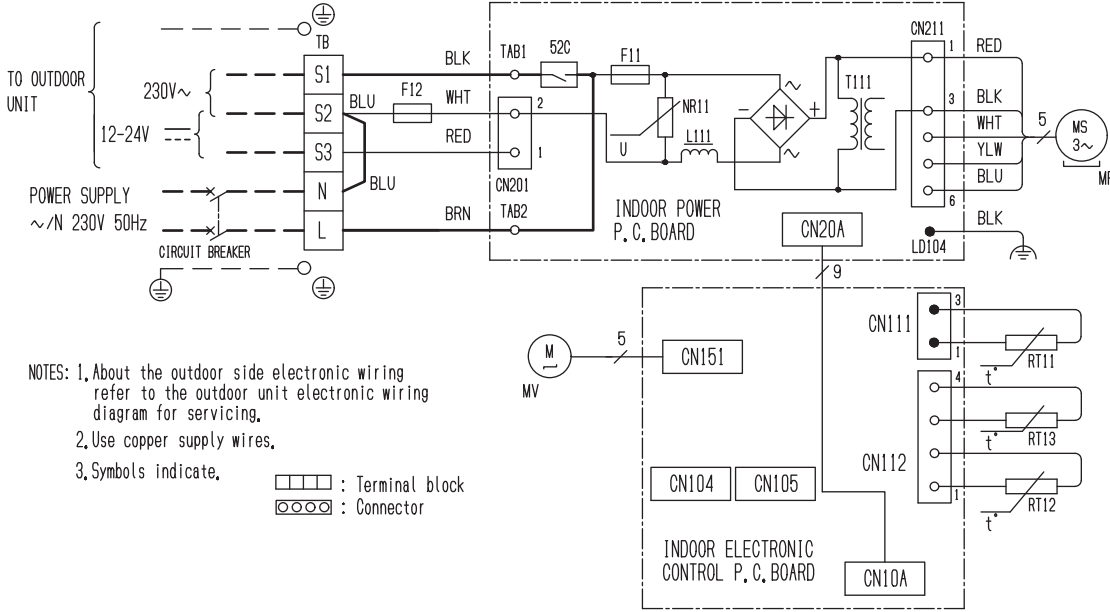 TO OUTDOOR
UNIT
230V～
12-24V
POWER SUPPLY
～/N 230V 50Hz
CIRCUIT BREAKER
TB
S1
S2
S3
N
L
BLK
BLU
F12
WHT
RED
BLU
BRN
TAB1
52C
F11
2
1
CN201
TAB2
NR11
U
L111
−
+
～
～
T111
INDOOR POWER
P.C.BOARD
CN20A
9
CN211
1
3
6
RED
BLK
WHT
YLW
BLU
5
MS
3～
MF
LD104
BLK
M
MV
5
CN151
CN104
CN105
INDOOR ELECTRONIC
CONTROL P.C.BOARD
CN10A
CN111
3
1
t°
RT11
CN112
4
1
t°
RT13
t°
RT12
NOTES: 1.About the outdoor side electronic wiring
refer to the outdoor unit electronic wiring
diagram for servicing.
2.Use copper supply wires.
3.Symbols indicate.
: Terminal block
: Connector